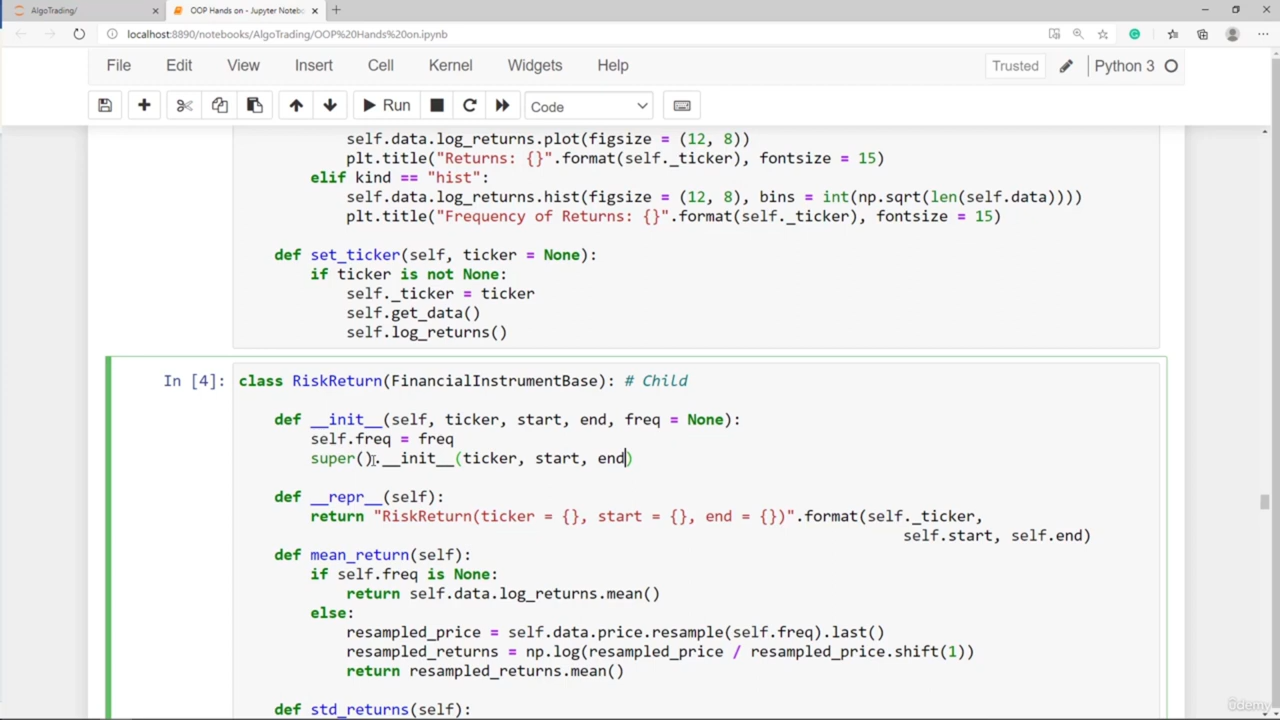 AlgoTrading/
OOP Hands on - Jupyter Notebo
localhost:8890/notebooks/AlgoTrading/OOP%20Hands%20on.ipynb
File Edit View Insert Cell Kernel Widgets Help Trusted Python 3
Run Code
self.data.log_returns.plot(figsize = (12, 8))
plt.title("Returns: {}".format(self._ticker), fontsize = 15)
elif kind == "hist":
self.data.log_returns.hist(figsize = (12, 8), bins = int(np.sqrt(len(self.data))))
plt.title("Frequency of Returns: {}".format(self._ticker), fontsize = 15)
def set_ticker(self, ticker = None):
if ticker is not None:
self._ticker = ticker
self.get_data()
self.log_returns()
In [4]: class RiskReturn(FinancialInstrumentBase): # Child
def __init__(self, ticker, start, end, freq = None):
self.freq = freq
super().__init__(ticker, start, end)
def __repr__(self):
return "RiskReturn(ticker = {}, start = {}, end = {})".format(self._ticker,
self.start, self.end)
def mean_return(self):
if self.freq is None:
return self.data.log_returns.mean()
else:
resampled_price = self.data.price.resample(self.freq).last()
resampled_returns = np.log(resampled_price / resampled_price.shift(1))
return resampled_returns.mean()
def std_returns(self):
ûdemy